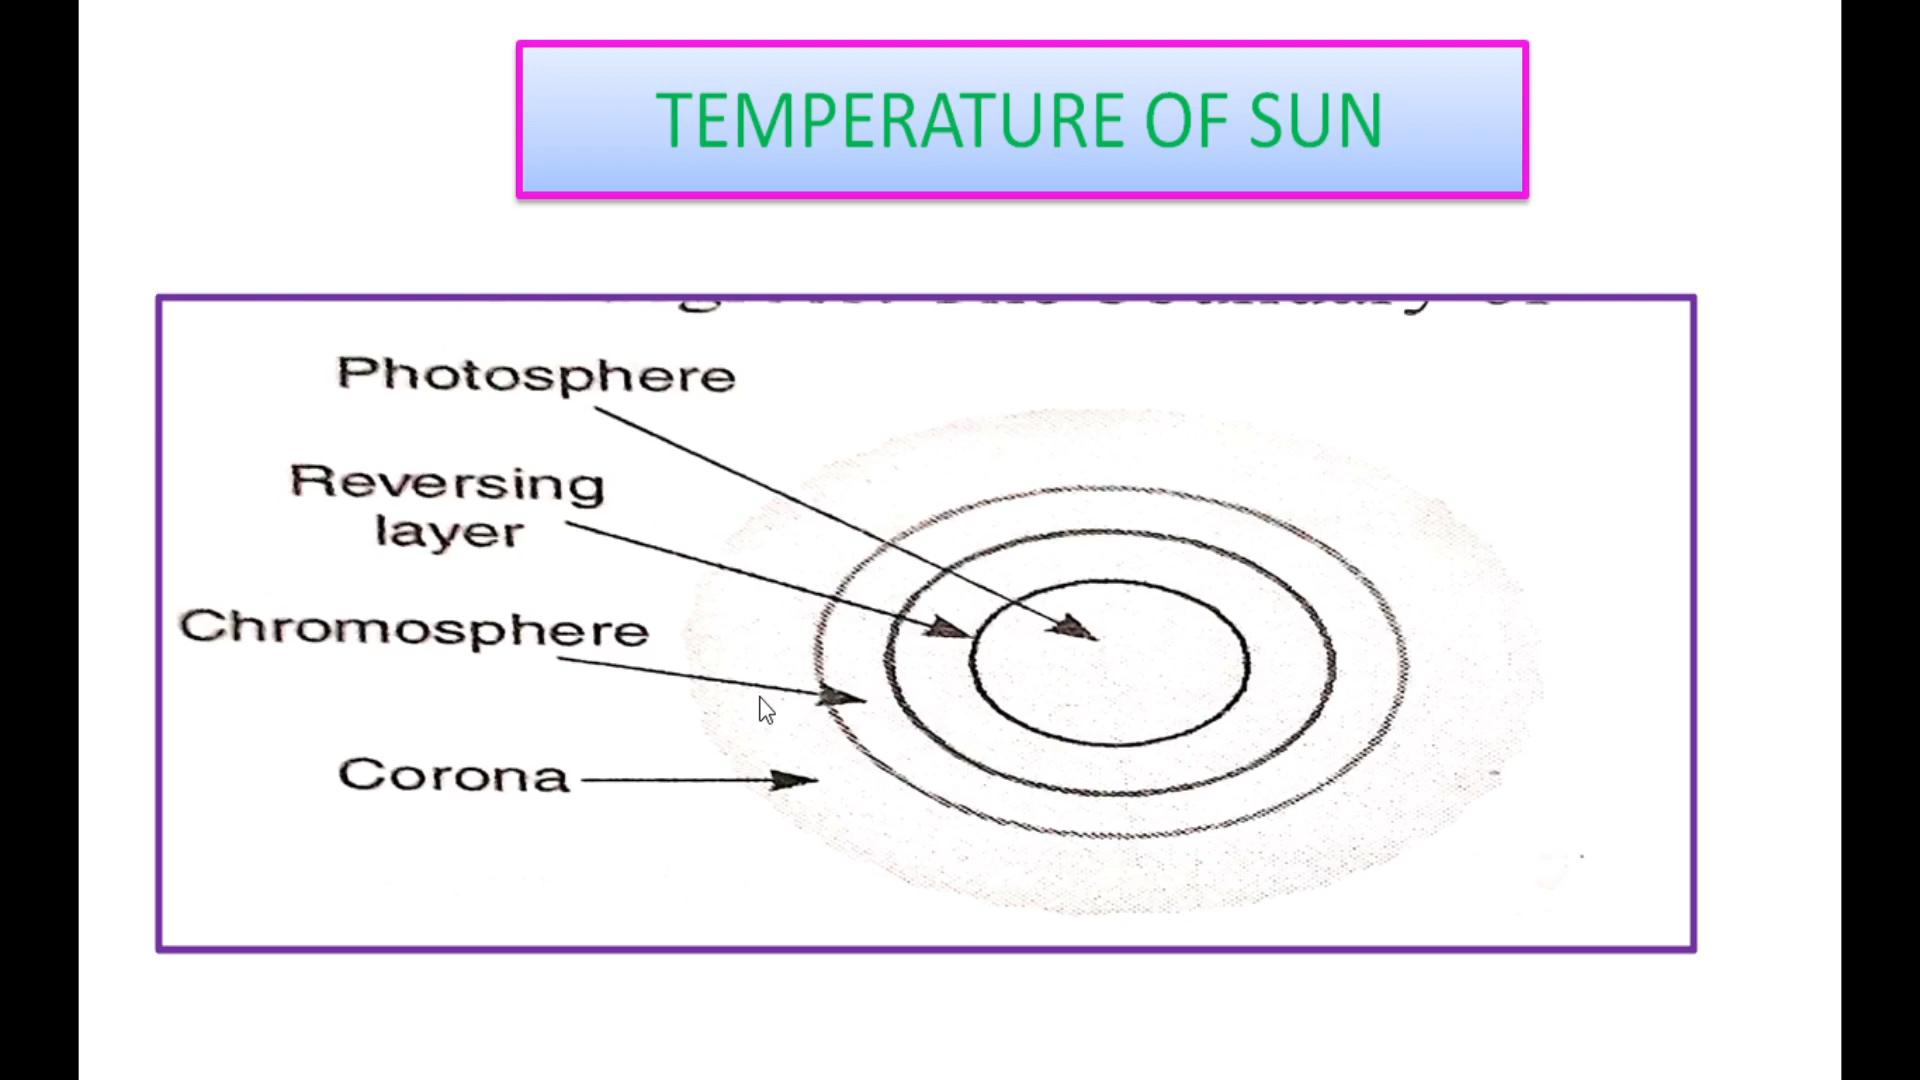 TEMPERATURE OF SUN
Photosphere
Reversing
layer
Chromosphere
Corona